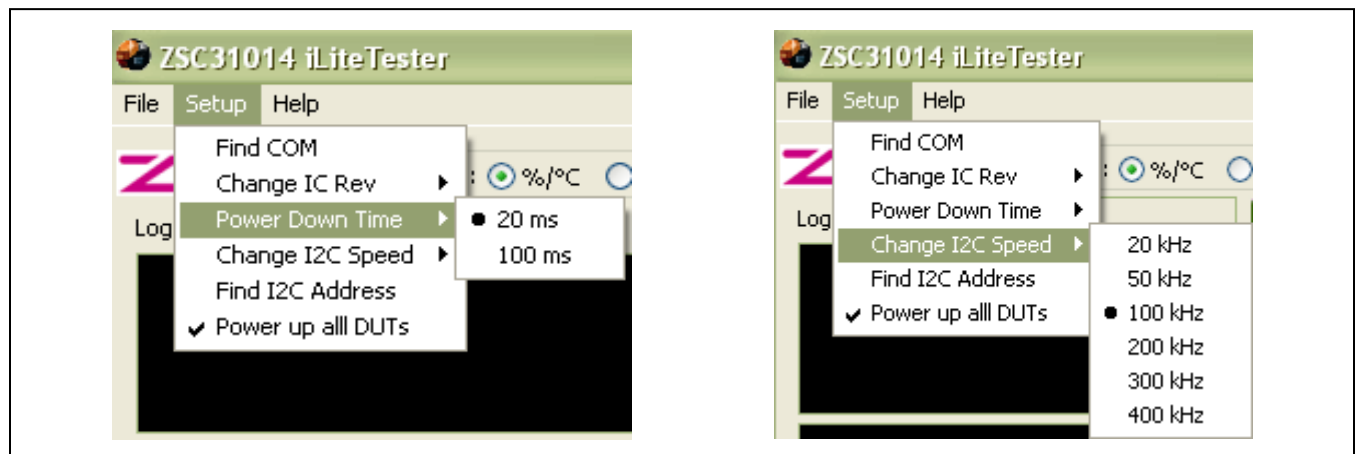 ZSC31014 iLiteTester
File Setup Help
Find COM
Change IC Rev
: %/°C
Power Down Time
20 ms
Log
Change I2C Speed
100 ms
Find I2C Address
Power up alll DUTs
ZSC31014 iLiteTester
File Setup Help
Find COM
Change IC Rev
: %/°C
Power Down Time
Log
Change I2C Speed
20 kHz
Find I2C Address
50 kHz
Power up alll DUTs
100 kHz
200 kHz
300 kHz
400 kHz